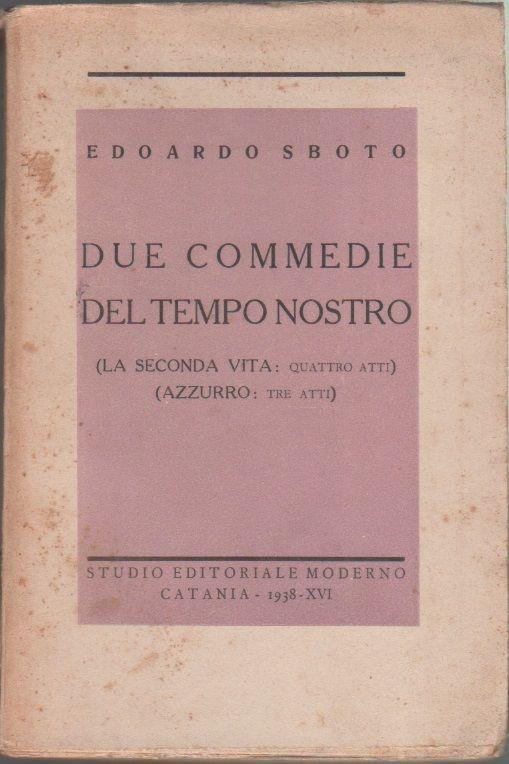 EDOARDO SBOTO
DUE COMMEDIE
DEL TEMPO NOSTRO
(LA SECONDA VITA: QUATTRO ATTI)
(AZZURRO: TRE ATTI)
STUDIO EDITORIALE MODERNO
CATANIA - 1938-XVI